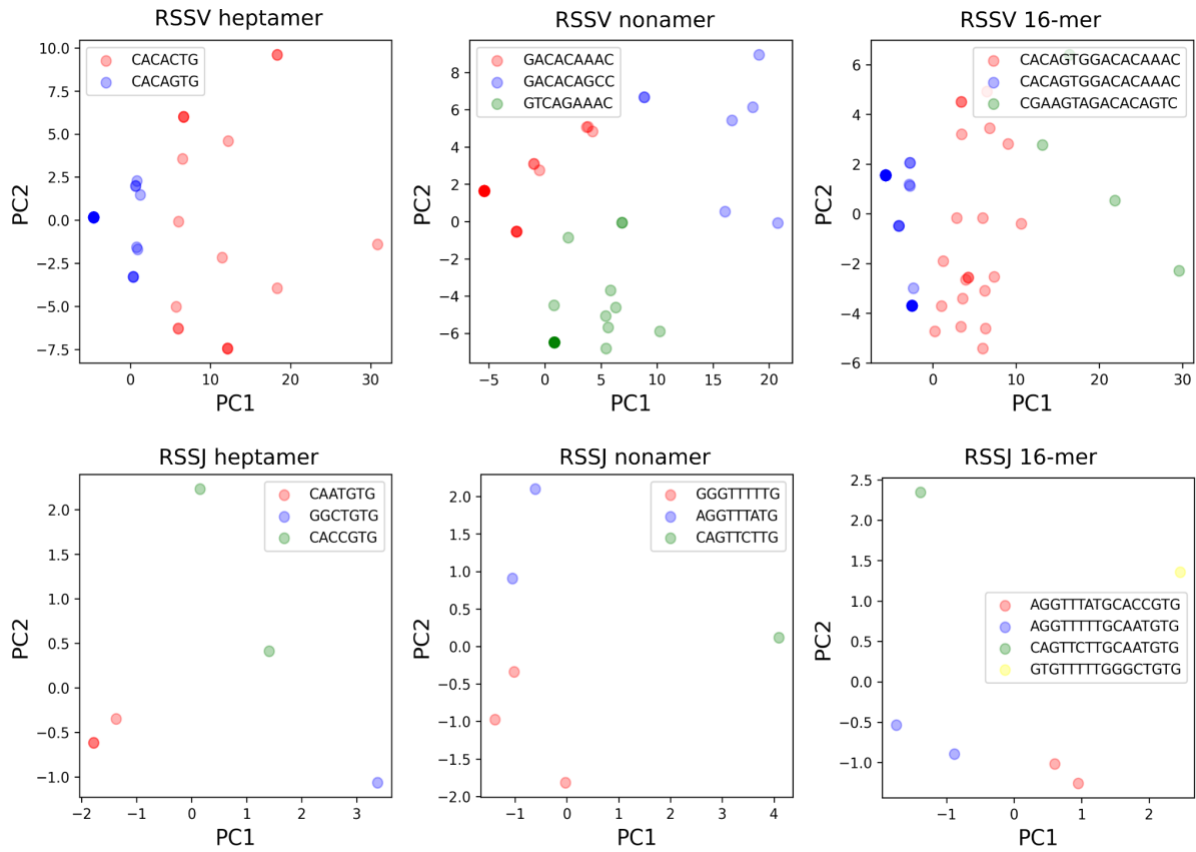 RSSV heptamer
CACACTG
CACAGTG
10.0
7.5
5.0
2.5
0.0
−2.5
−5.0
−7.5
0
10
20
30
PC1
PC2
RSSV nonamer
GACACAAAC
GACACAGCC
GTCAGAAAC
8
6
4
2
0
−2
−4
−6
−5
0
5
10
15
20
PC1
PC2
RSSV 16-mer
CACAGTGGACACAAAC
CACAGTGGACACAAAC
CGAAGTAGACACAGTC
6
4
2
0
−2
−4
−6
0
10
20
30
PC1
PC2
RSSJ heptamer
CAATGTG
GGCTGTG
CACCGTG
2.0
1.5
1.0
0.5
0.0
−0.5
−1.0
−2
−1
0
1
2
3
PC1
PC2
RSSJ nonamer
GGGTTTTTG
AGGTTTATG
CAGTTCTTG
2.0
1.5
1.0
0.5
0.0
−0.5
−1.0
−1.5
−2.0
−1
0
1
2
3
4
PC1
PC2
RSSJ 16-mer
AGGTTTATGCACCGTG
AGGTTTTTGCAATGTG
CAGTTCTTGCAATGTG
GTGTTTTTGGGCTGTG
2.5
2.0
1.5
1.0
0.5
0.0
−0.5
−1.0
−1
0
1
2
PC1
PC2